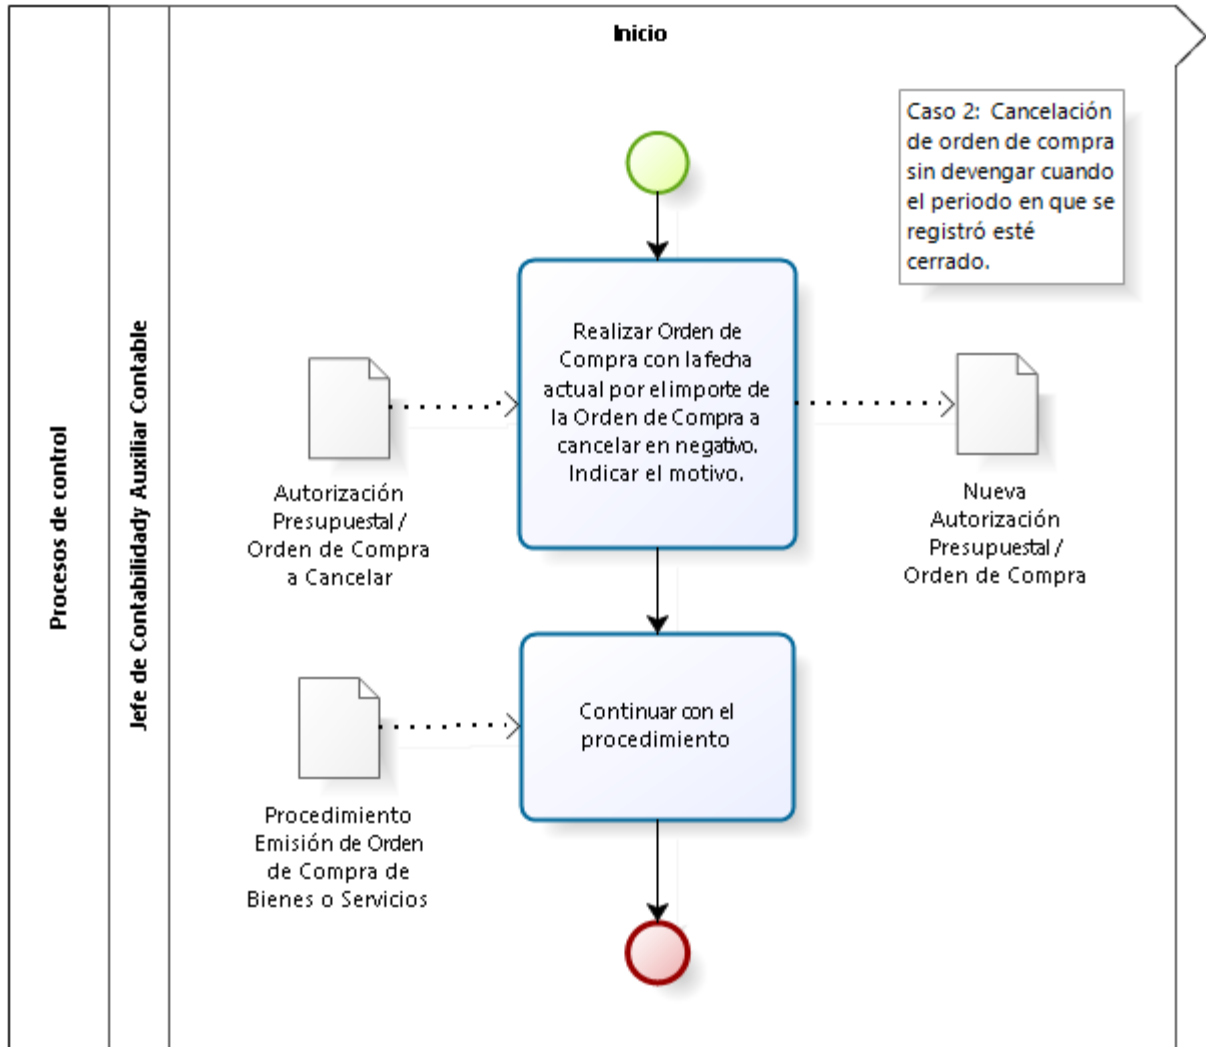 Inicio
Caso 2: Cancelación
de orden de compra
sin devengar cuando
el periodo en que se
registró esté
cerrado.
Procesos de control
Jefe de Contabilidady Auxiliar Contable
Realizar Orden de
Compra con la fecha
actual por el importe de
la Orden de Compra a
cancelar en negativo.
Indicar el motivo.
Autorización
Presupuestal /
Orden de Compra
a Cancelar
Nueva
Autorización
Presupuestal /
Orden de Compra
Continuar con el
procedimiento
Procedimiento
Emisión de Orden
de Compra de
Bienes o Servicios